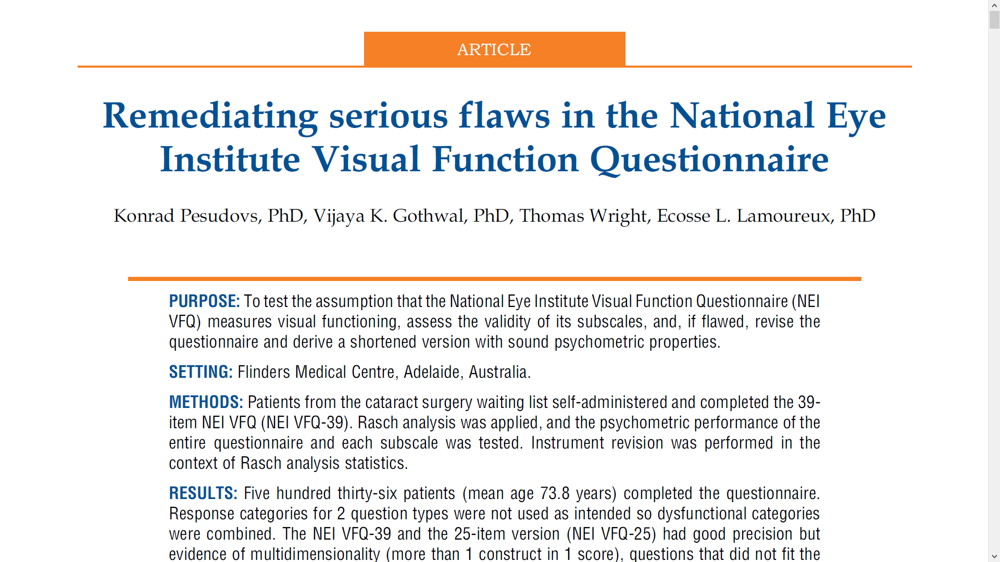 ARTICLE
Remediating serious flaws in the National Eye
Institute Visual Function Questionnaire
Konrad Pesudovs, PhD, Vijaya K. Gothwal, PhD, Thomas Wright, Ecosse L. Lamoureux, PhD
PURPOSE: To test the assumption that the National Eye Institute Visual Function Questionnaire (NEI
VFQ) measures visual functioning, assess the validity of its subscales, and, if flawed, revise the
questionnaire and derive a shortened version with sound psychometric properties.
SETTING: Flinders Medical Centre, Adelaide, Australia.
METHODS: Patients from the cataract surgery waiting list self-administered and completed the 39-
item NEI VFQ (NEI VFQ-39). Rasch analysis was applied, and the psychometric performance of the
entire questionnaire and each subscale was tested. Instrument revision was performed in the
context of Rasch analysis statistics.
RESULTS: Five hundred thirty-six patients (mean age 73.8 years) completed the questionnaire.
Response categories for 2 question types were not used as intended so dysfunctional categories
were combined. The NEI VFQ-39 and the 25-item version (NEI VFQ-25) had good precision but
evidence of multidimensionality (more than 1 construct in 1 score), questions that did not fit the